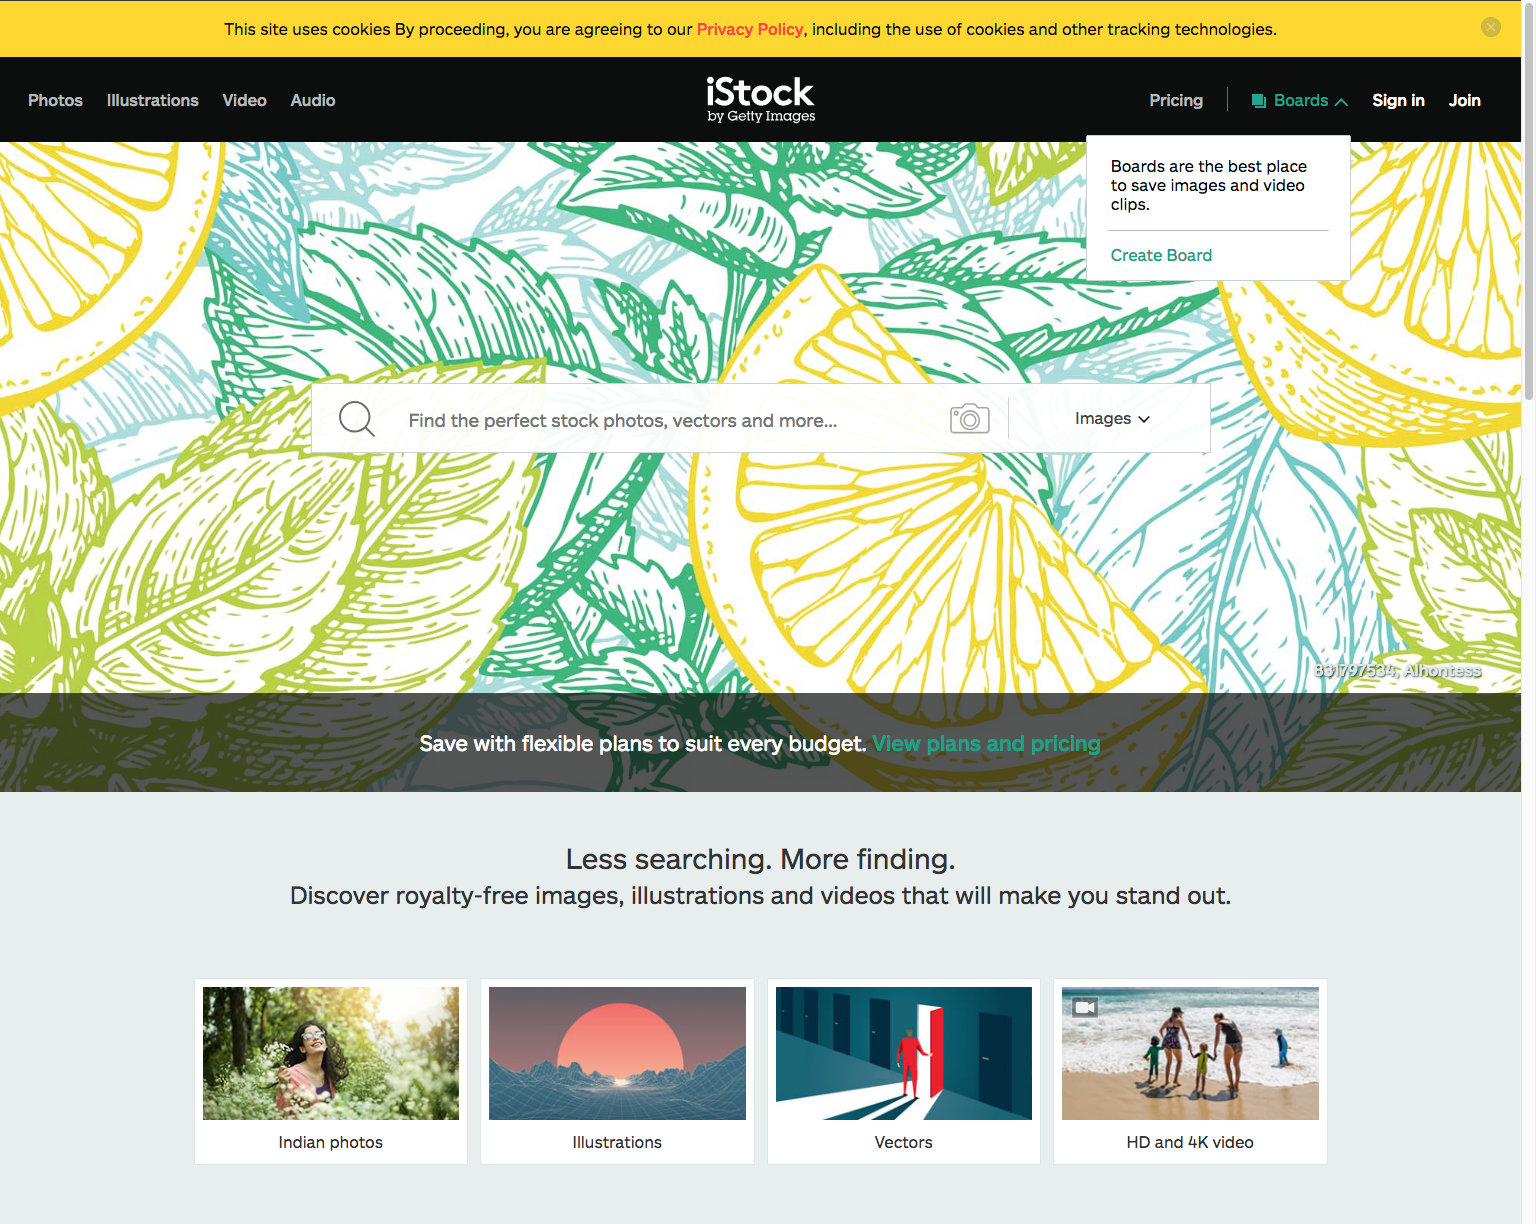 This site uses cookies By proceeding, you are agreeing to our Privacy Policy, including the use of cookies and other tracking technologies.
Photos Illustrations Video Audio
iStock
by Getty Images
Pricing Boards Sign in Join
Boards are the best place
to save images and video
clips.
Create Board
Find the perfect stock photos, vectors and more...
Images
831797534, Alhontess
Save with flexible plans to suit every budget. View plans and pricing
Less searching. More finding.
Discover royalty-free images, illustrations and videos that will make you stand out.
Indian photos
Illustrations
Vectors
HD and 4K video